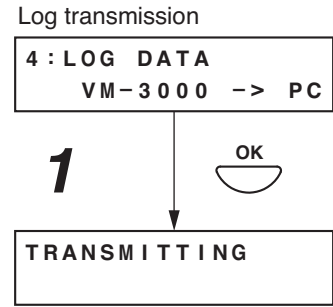 Log transmission
4:LOG DATA
VM-3000 -> PC
1
OK
TRANSMITTING